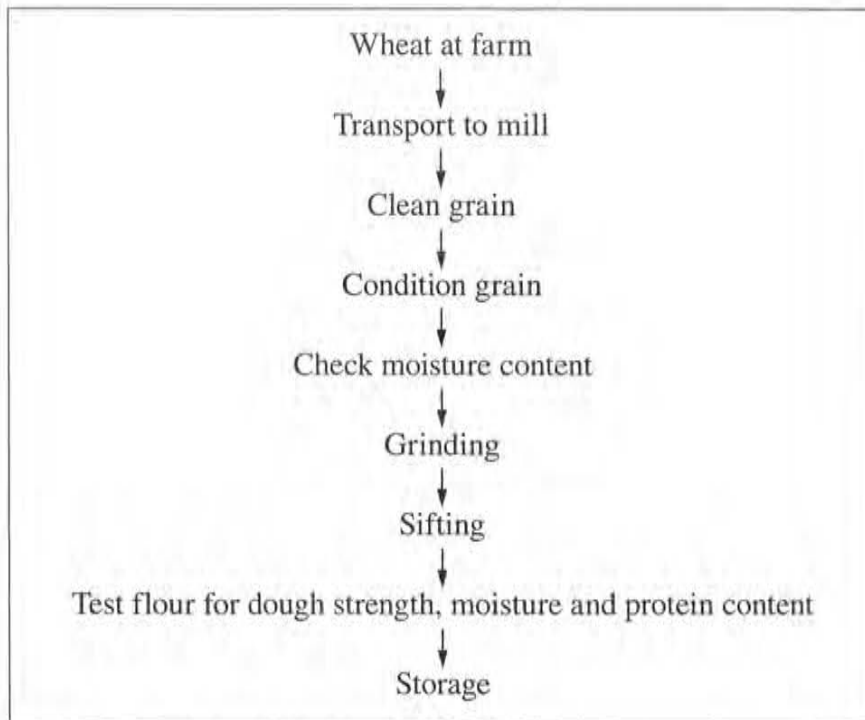 Wheat at farm
Transport to mill
Clean grain
Condition grain
Check moisture content
Grinding
Sifting
Test flour for dough strength, moisture and protein content
Storage